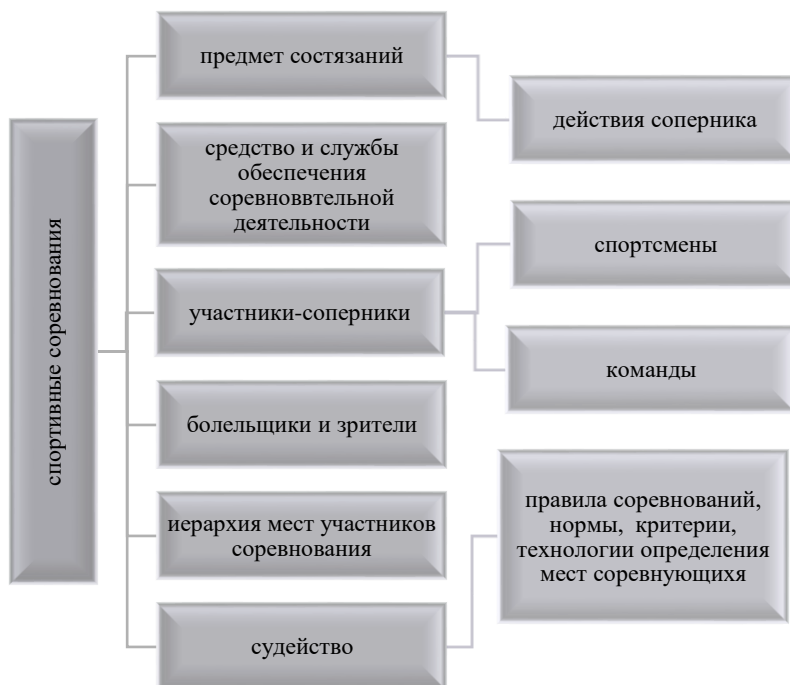 спортивные соревнования
предмет состязаний
действия соперника
средство и службы
обеспечения
соревноввтельной
деятельности
участники-соперники
спортсмены
команды
болельщики и зрители
иерархия мест участников
соревнования
судейство
правила соревнований,
нормы, критерии,
технологии определения
мест соревнующихя